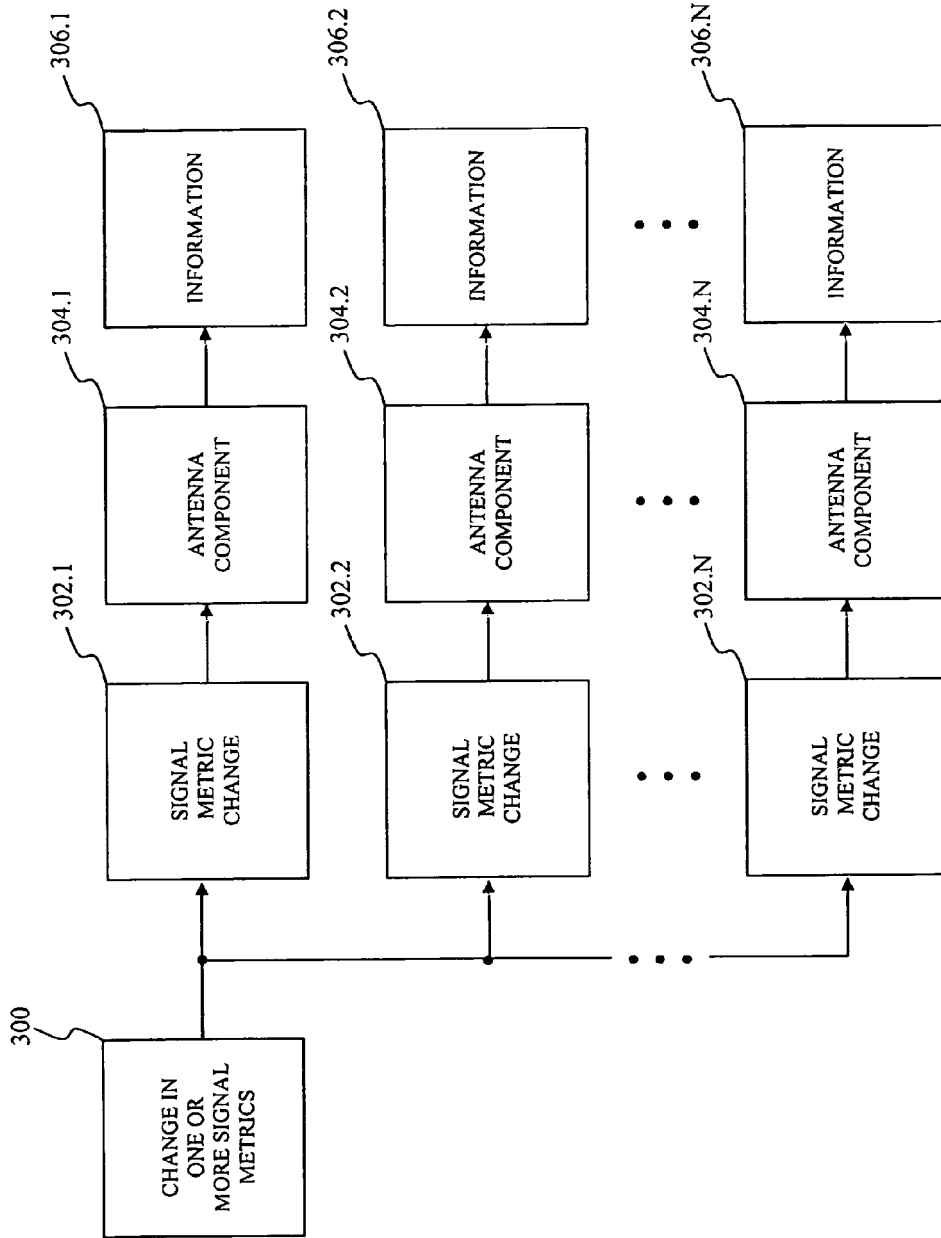 300
CHANGE IN
ONE OR
MORE SIGNAL
METRICS
302.1
SIGNAL
METRIC
CHANGE
304.1
ANTENNA
COMPONENT
306.1
INFORMATION
302.2
SIGNAL
METRIC
CHANGE
304.2
ANTENNA
COMPONENT
306.2
INFORMATION
302.N
SIGNAL
METRIC
CHANGE
304.N
ANTENNA
COMPONENT
306.N
INFORMATION